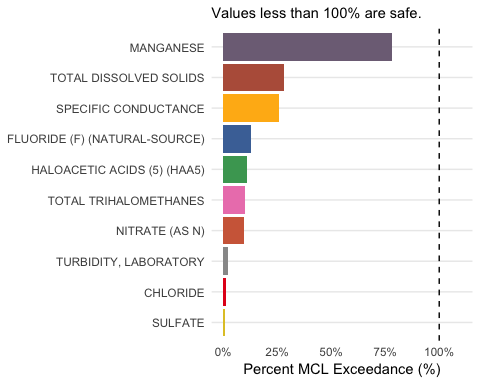 Values less than 100% are safe.
MANGANESE
TOTAL DISSOLVED SOLIDS
SPECIFIC CONDUCTANCE
FLUORIDE (F) (NATURAL-SOURCE)
HALOACETIC ACIDS (5) (HAA5)
TOTAL TRIHALOMETHANES
NITRATE (AS N)
TURBIDITY, LABORATORY
CHLORIDE
SULFATE
0% 25% 50% 75% 100%
Percent MCL Exceedance (%)